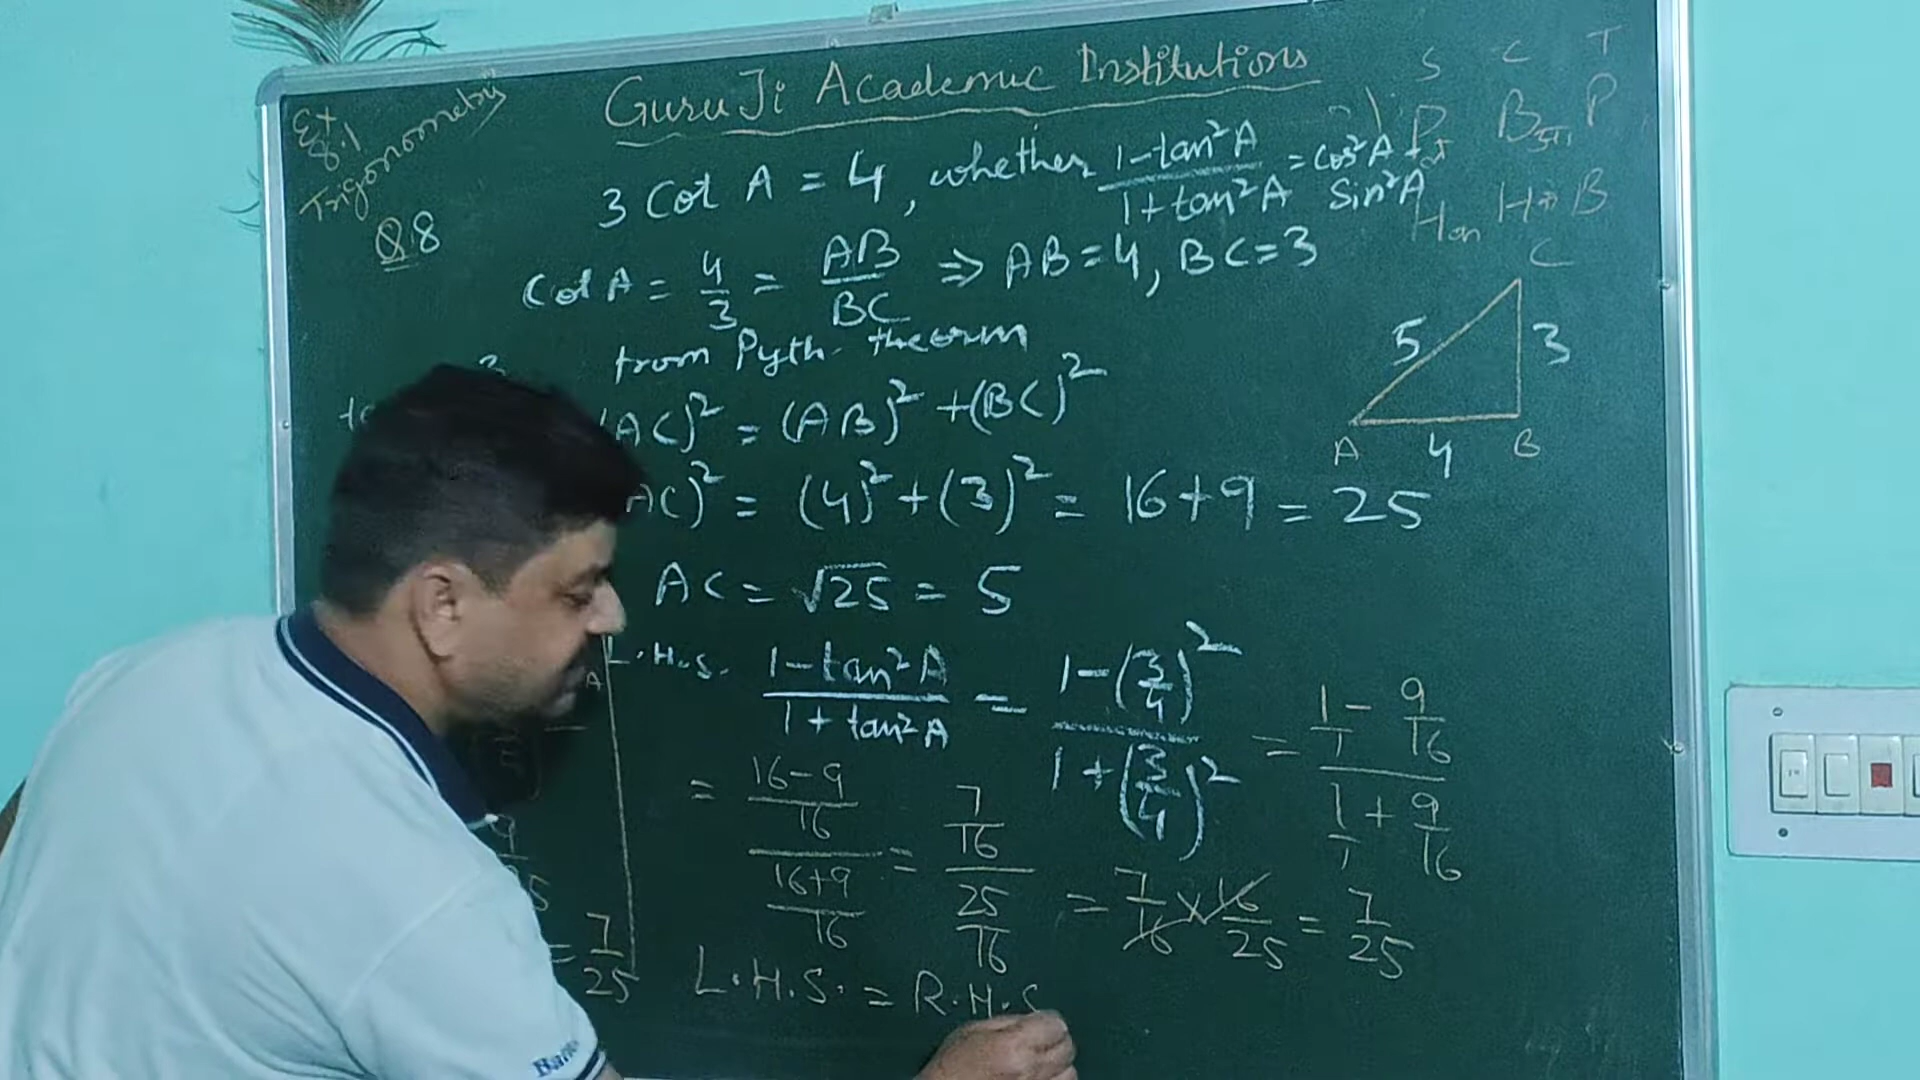 GuruJi Academic Institutions
Ex 8.1
Trigonometry
S C T
P B P
H H B
Q.8
3 Cot A = 4, whether (1-tan²A)/(1+tan²A) = cos²A - Sin²A
Cot A = 4/3 = AB/BC ⇒ AB=4, BC=3
from Pyth. theorm
AC)² = (AB)² + (BC)²
AC)² = (4)² + (3)² = 16+9 = 25
AC = √25 = 5
C
5 3
A 4 B
L.H.S. (1-tan²A)/(1+tan²A) = (1-(3/4)²)/(1+(3/4)²) = (1/1 - 9/16)/(1/1 + 9/16)
= ((16-9)/16)/((16+9)/16) = (7/16)/(25/16) = 7/16 × 16/25 = 7/25
= 7/25
L.H.S. = R.H.S